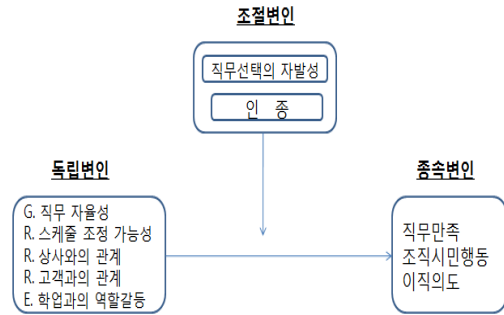 조절변인
직무선택의 자발성
인 종
독립변인
G. 직무 자율성
R. 스케줄 조정 가능성
R. 상사와의 관계
R. 고객과의 관계
E. 학업과의 역할갈등
종속변인
직무만족
조직시민행동
이직의도